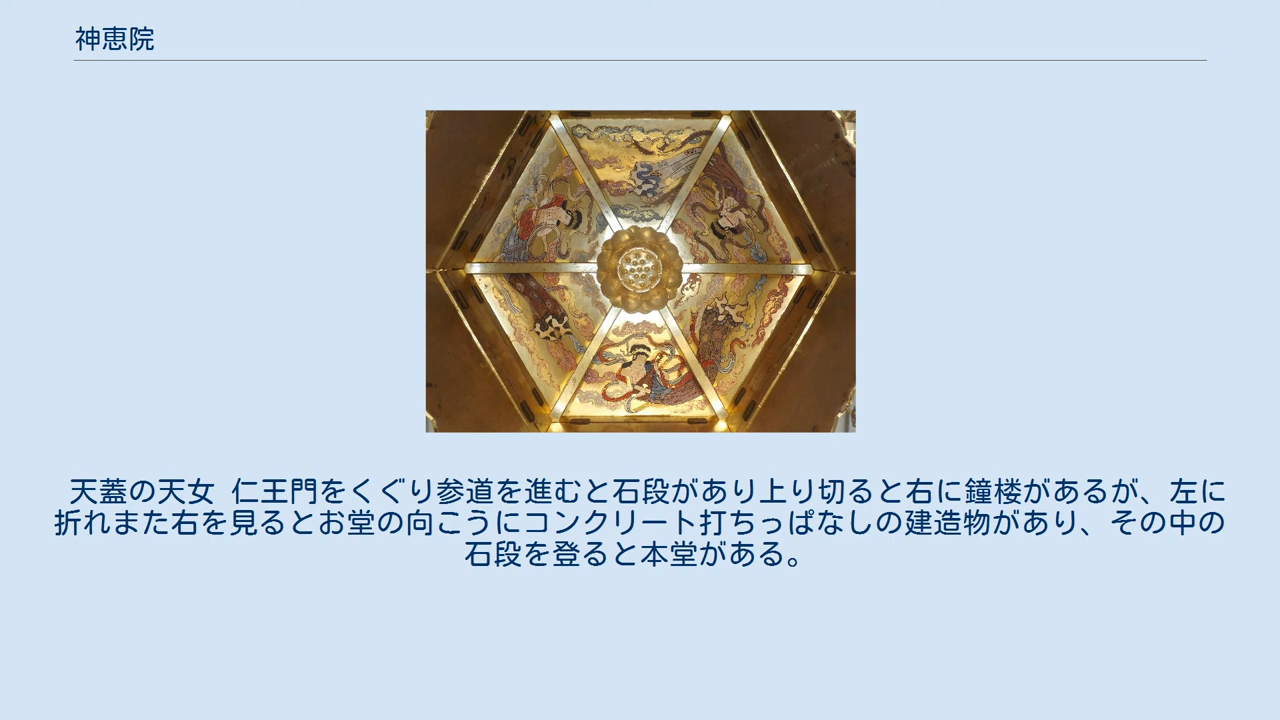 神恵院
天蓋の天女 仁王門をくぐり参道を進むと石段があり上り切ると右に鐘楼があるが、左に
折れまた右を見るとお堂の向こうにコンクリート打ちっぱなしの建造物があり、その中の
石段を登ると本堂がある。